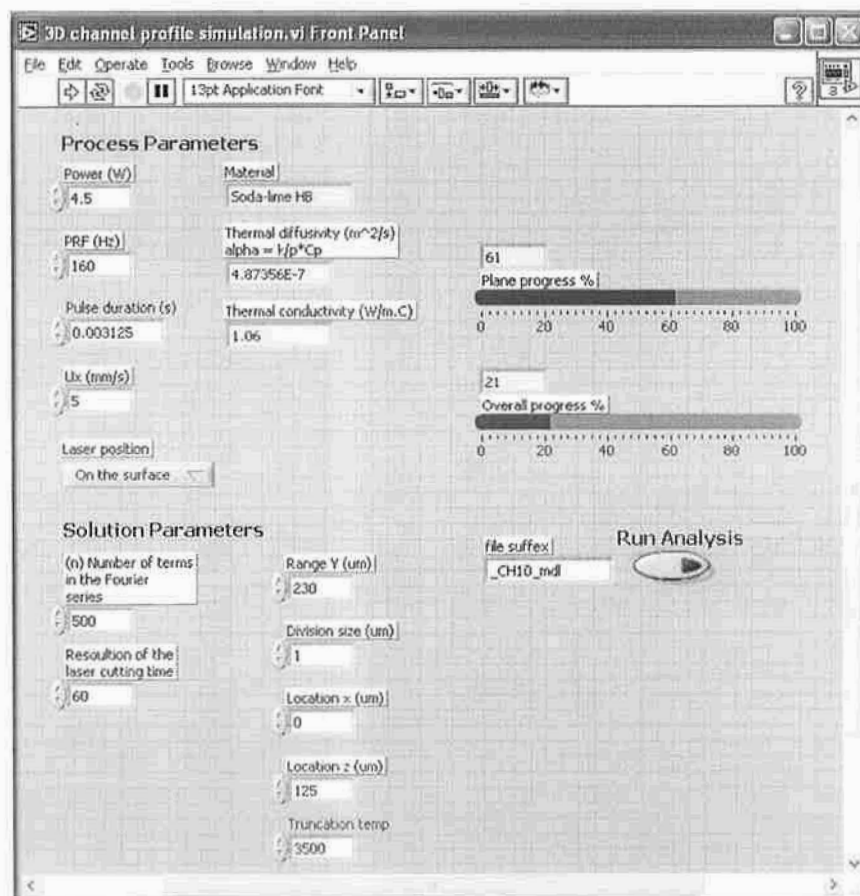 3D channel profile simulation.vi Front Panel
File Edit Operate Tools Browse Window Help
13pt Application Font
?
3
Process Parameters
Power (W)
4.5
Material
Soda-lime HB
PRF (Hz)
160
Thermal diffusivity (m^2/s)
alpha = k/p*Cp
4.87356E-7
61
Plane progress %
0 20 40 60 80 100
Pulse duration (s)
0.003125
Thermal conductivity (W/m.C)
1.06
Ux (mm/s)
5
21
Overall progress %
0 20 40 60 80 100
Laser position
On the surface
Solution Parameters
(n) Number of terms
in the Fourier
series
500
Resoultion of the
laser cutting time
60
Range Y (um)
230
Division size (um)
1
Location x (um)
0
Location z (um)
125
Truncation temp
3500
file suffex
_CH10_mdl
Run Analysis